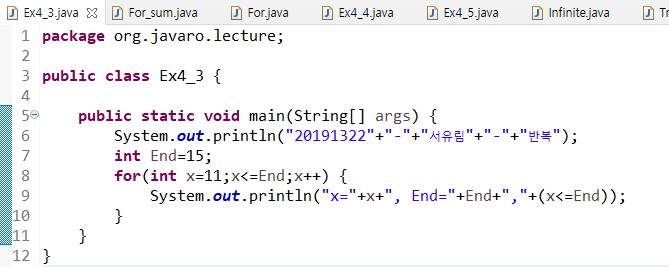 Ex4_3.java For_sum.java For.java Ex4_4.java Ex4_5.java Infinite.java
1 package org.javaro.lecture;
2
3 public class Ex4_3 {
4
5 public static void main(String[] args) {
6 System.out.println("20191322"+"-"+"서유림"+"-"+"반복");
7 int End=15;
8 for(int x=11;x<=End;x++) {
9 System.out.println("x="+x+", End="+End+","+(x<=End));
10 }
11 }
12 }